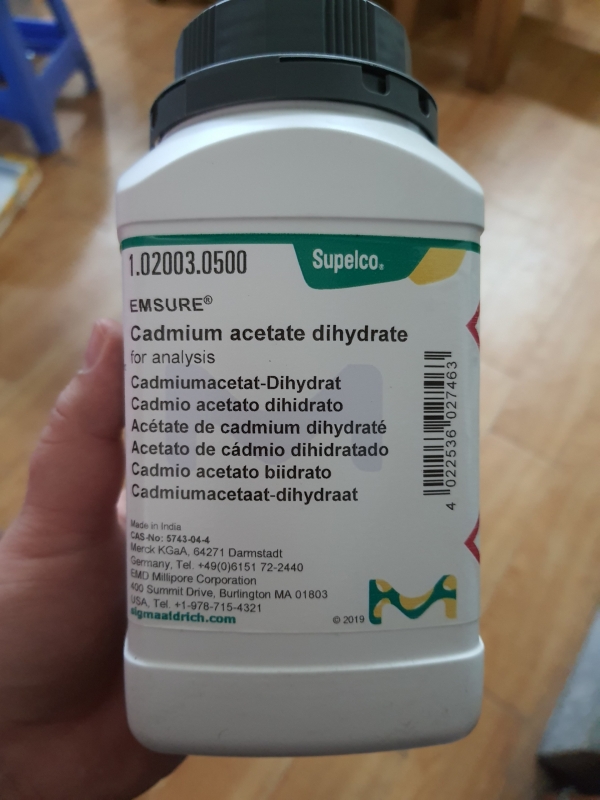 1.02003.0500
Supelco®
EMSURE®
Cadmium acetate dihydrate
for analysis
Cadmiumacetat-Dihydrat
Cadmio acetato dihidrato
Acétate de cadmium dihydraté
Acetato de cádmio dihidratado
Cadmio acetato biidrato
Cadmiumacetaat-dihydraat
4 022536 027463
Made in India
CAS-No: 5743-04-4
Merck KGaA, 64271 Darmstadt
Germany, Tel. +49(0)6151 72-2440
EMD Millipore Corporation
400 Summit Drive, Burlington MA 01803
USA, Tel. +1-978-715-4321
sigmaaldrich.com
© 2019
M